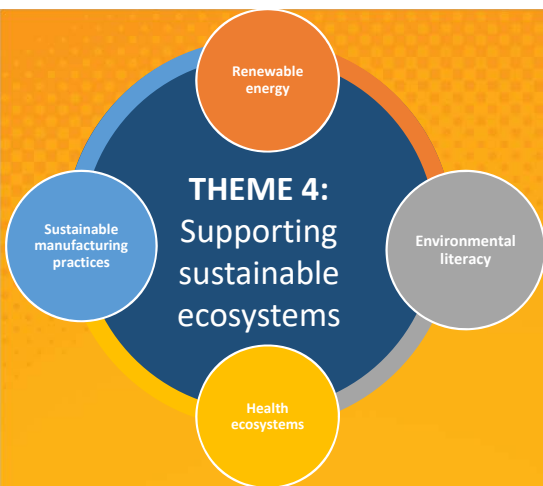 Renewable
energy
THEME 4:
Supporting
sustainable
ecosystems
Sustainable
manufacturing
practices
Environmental
literacy
Health
ecosystems